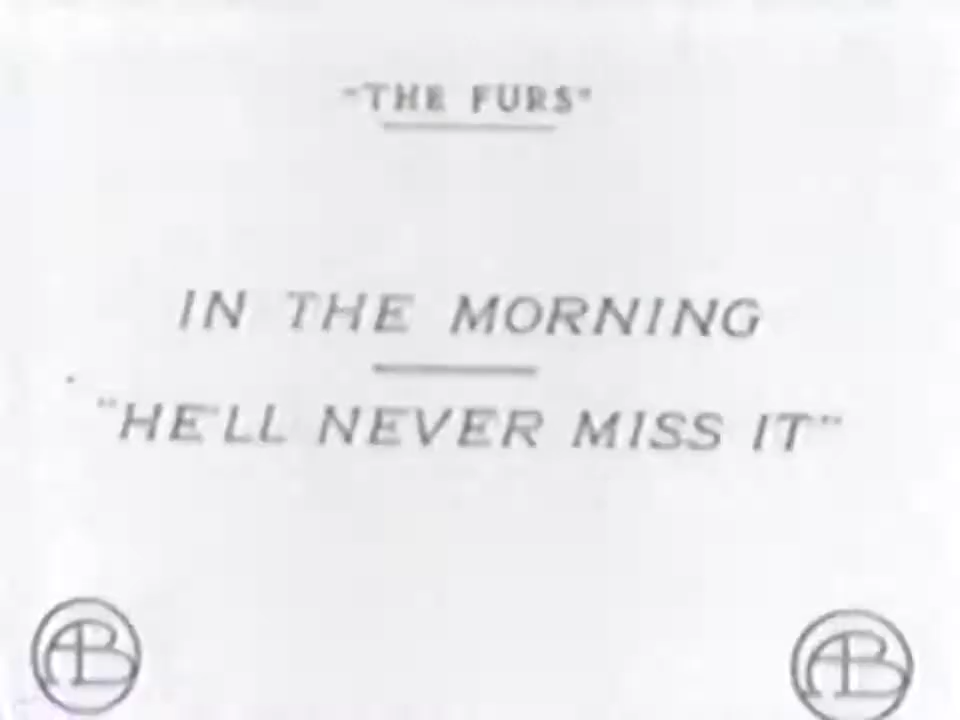 "THE FURS"
IN THE MORNING
"HE'LL NEVER MISS IT"
AB AB